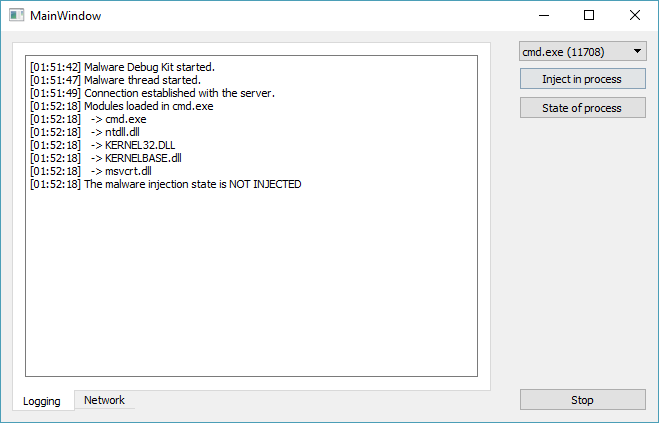 MainWindow
[01:51:42] Malware Debug Kit started.
[01:51:47] Malware thread started.
[01:51:49] Connection established with the server.
[01:52:18] Modules loaded in cmd.exe
[01:52:18]   -> cmd.exe
[01:52:18]   -> ntdll.dll
[01:52:18]   -> KERNEL32.DLL
[01:52:18]   -> KERNELBASE.dll
[01:52:18]   -> msvcrt.dll
[01:52:18] The malware injection state is NOT INJECTED
cmd.exe (11708)
Inject in process
State of process
Logging
Network
Stop